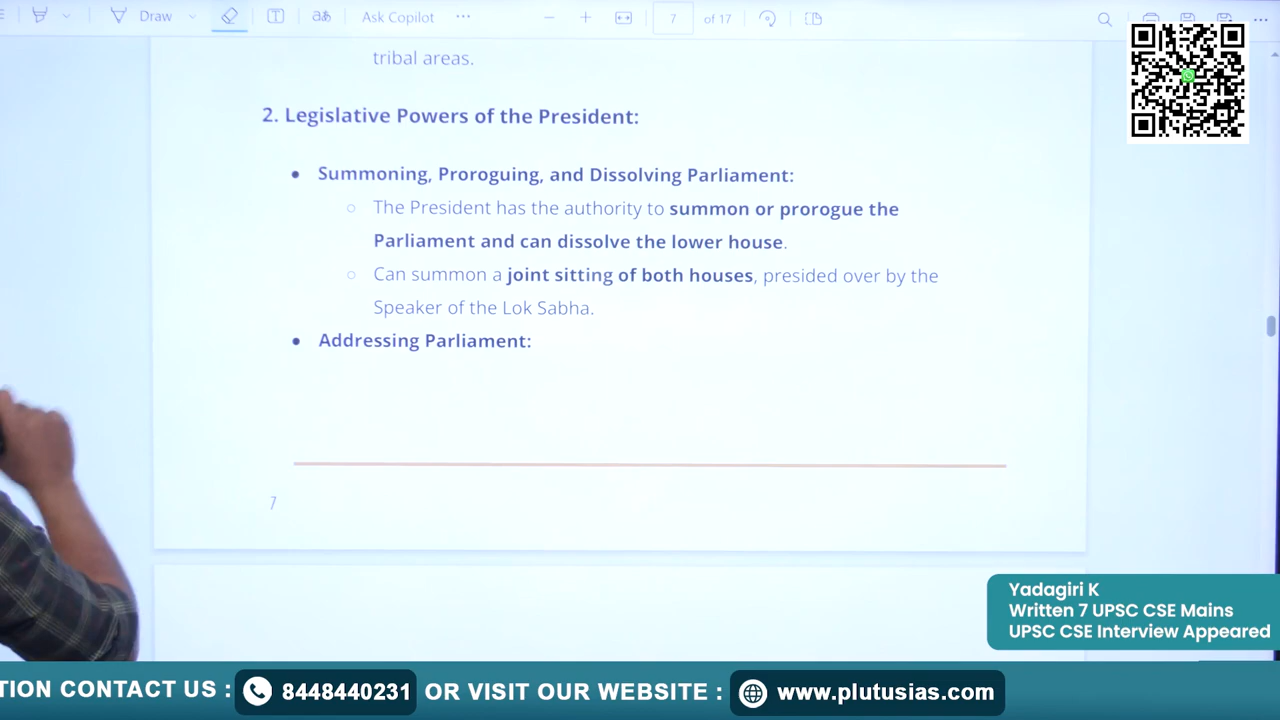 Draw
aあ
Ask Copilot
7
of 17
tribal areas.
2. Legislative Powers of the President:
Summoning, Proroguing, and Dissolving Parliament:
The President has the authority to summon or prorogue the
Parliament and can dissolve the lower house.
Can summon a joint sitting of both houses, presided over by the
Speaker of the Lok Sabha.
Addressing Parliament:
7
Yadagiri K
Written 7 UPSC CSE Mains
UPSC CSE Interview Appeared
TION CONTACT US : 8448440231 OR VISIT OUR WEBSITE : www.plutusias.com